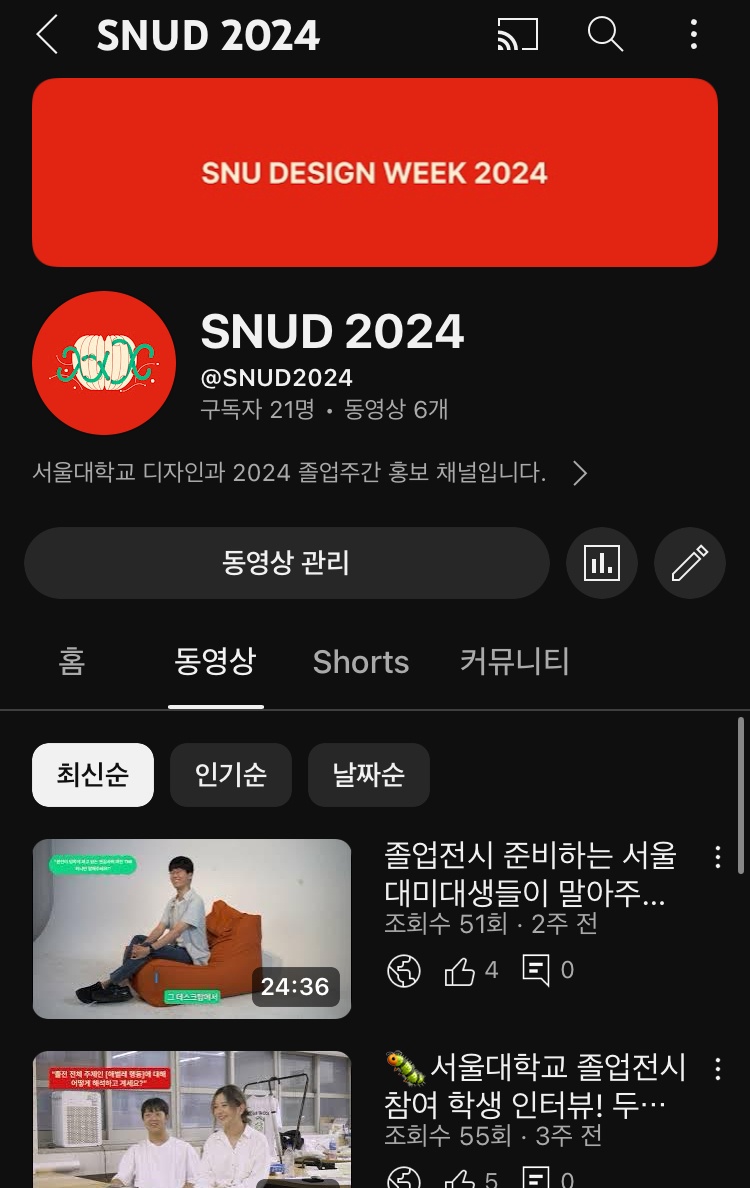 SNUD 2024
SNU DESIGN WEEK 2024
SNUD 2024
@SNUD2024
구독자 21명 • 동영상 6개
서울대학교 디자인과 2024 졸업주간 홍보 채널입니다.
동영상 관리
홈 동영상 Shorts 커뮤니티
최신순 인기순 날짜순
졸업전시 준비하는 서울
대미대생들이 말아주...
조회수 51회 · 2주 전
4 0
그 데스크탑에서
24:36
"졸전 전체 주제인 [애벌레 행동]에 대해
어떻게 해석하고 계세요?"
🐛 서울대학교 졸업전시
참여 학생 인터뷰! 두…
조회수 55회 · 3주 전
5 0